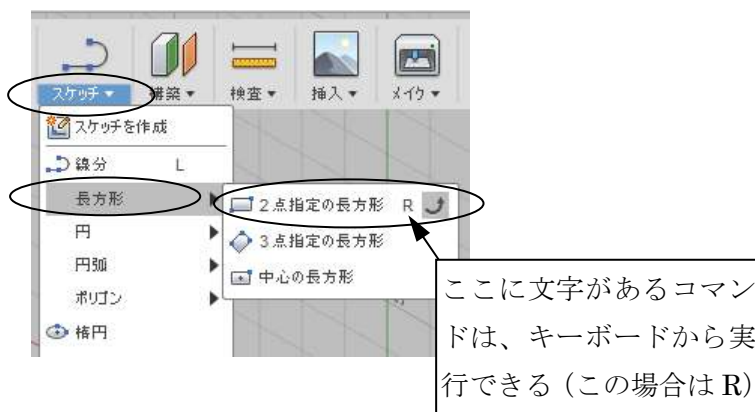 スケッチ▼ 構築▼ 検査▼ 挿入▼ メイク▼
スケッチを作成
線分 L
長方形
2点指定の長方形 R
円
3点指定の長方形
円弧
中心の長方形
ポリゴン
楕円
ここに文字があるコマン
ドは、キーボードから実
行できる(この場合は R)